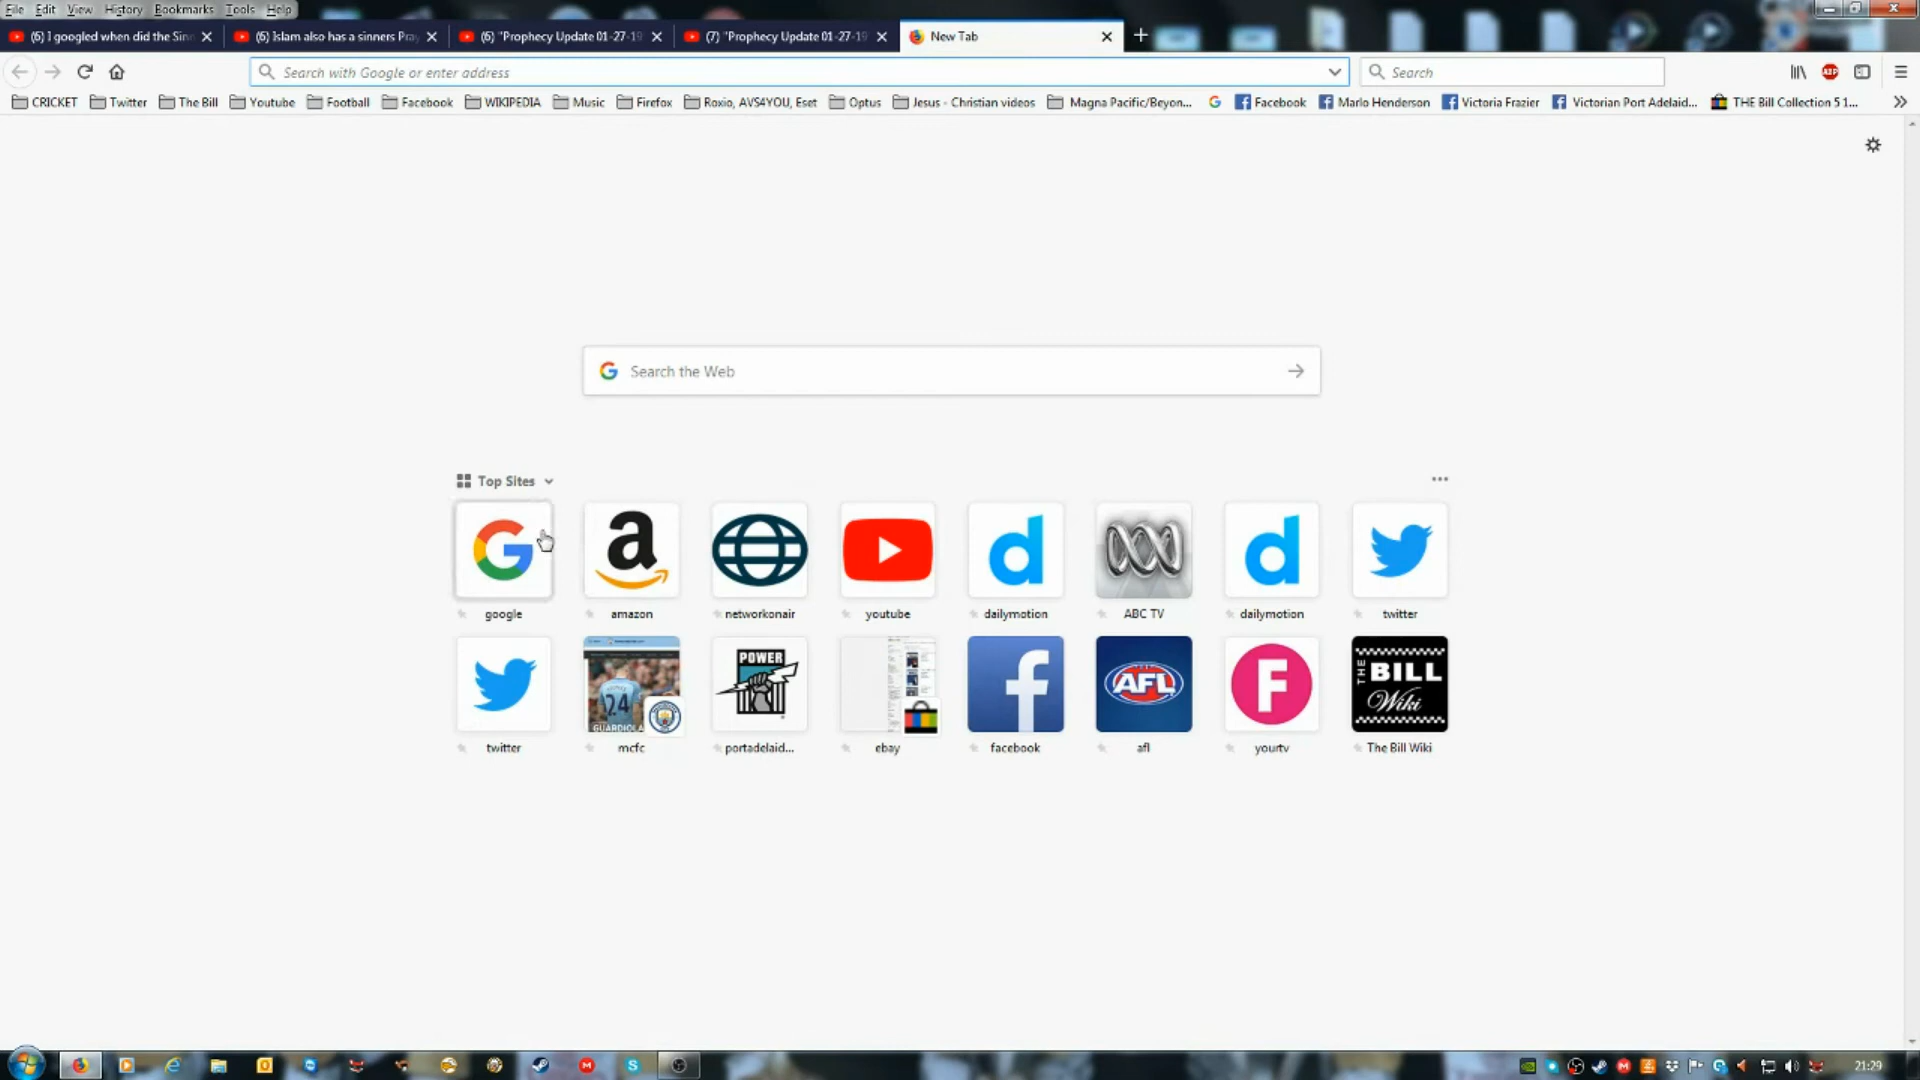 File Edit View History Bookmarks Tools Help
(6) I googled when did the Sin
(6) Islam also has a sinners Pra
(6) "Prophecy Update 01-27-19
(7) "Prophecy Update 01-27-19
New Tab
Search with Google or enter address
Search
ABP
CRICKET Twitter The Bill Youtube Football Facebook WIKIPEDIA Music Firefox Roxio, AVS4YOU, Eset Optus Jesus - Christian videos Magna Pacific/Beyon... Facebook Marlo Henderson Victoria Frazier Victorian Port Adelaid... THE Bill Collection 5 1...
Search the Web
Top Sites
google amazon networkonair youtube dailymotion ABC TV dailymotion twitter
24
GUARDIOLA
POWER
AFL
F
THE BILL Wiki
twitter mcfc portadelaid... ebay facebook afl yourtv The Bill Wiki
21:29